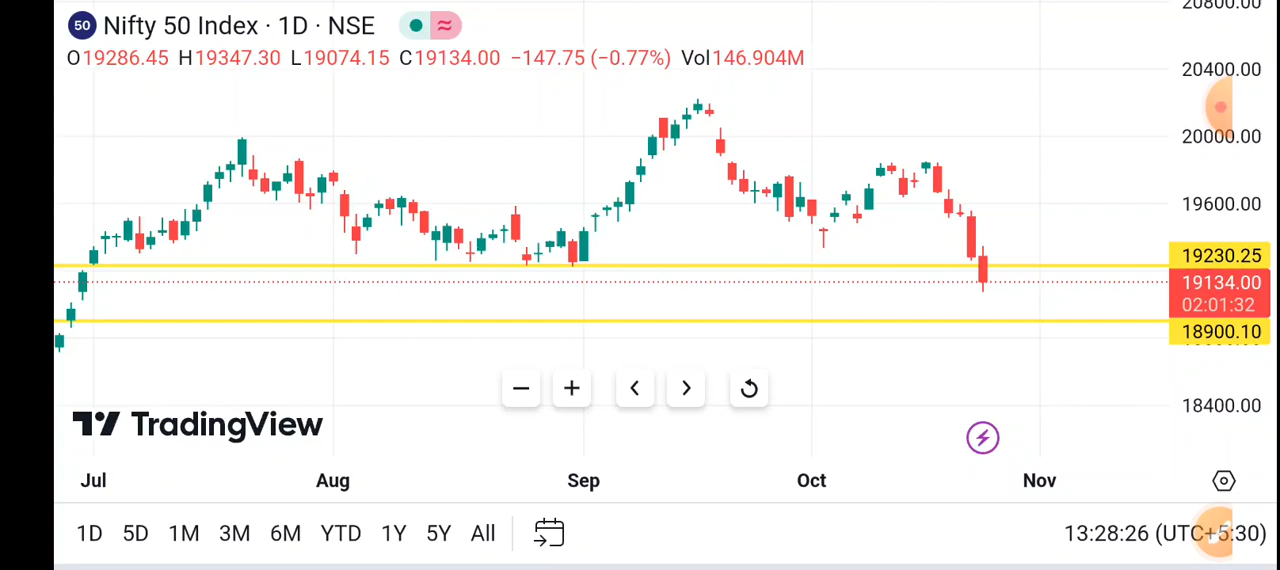 20800.00
50 Nifty 50 Index · 1D · NSE
O19286.45 H19347.30 L19074.15 C19134.00 −147.75 (−0.77%) Vol146.904M
20400.00
20000.00
19600.00
19230.25
19134.00
02:01:32
18900.10
18400.00
TradingView
Jul Aug Sep Oct Nov
1D 5D 1M 3M 6M YTD 1Y 5Y All 13:28:26 (UTC+5:30)